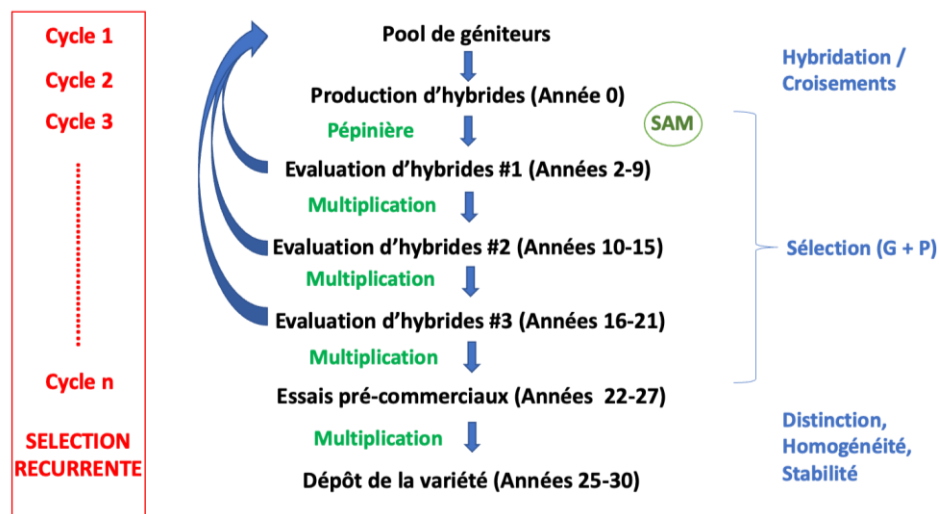 Cycle 1
Cycle 2
Cycle 3
Cycle n
SELECTION
RECURRENTE
Pool de géniteurs
Production d’hybrides (Année 0)
Pépinière
SAM
Evaluation d’hybrides #1 (Années 2-9)
Multiplication
Evaluation d’hybrides #2 (Années 10-15)
Multiplication
Evaluation d’hybrides #3 (Années 16-21)
Multiplication
Essais pré-commerciaux (Années 22-27)
Multiplication
Dépôt de la variété (Années 25-30)
Hybridation /
Croisements
Sélection (G + P)
Distinction,
Homogénéité,
Stabilité